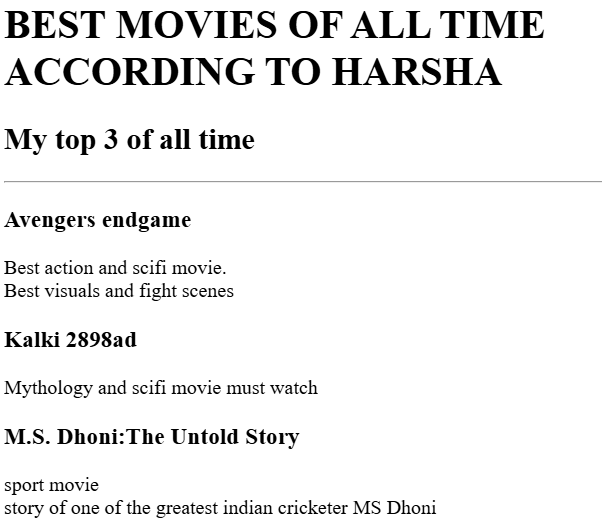 BEST MOVIES OF ALL TIME
ACCORDING TO HARSHA
My top 3 of all time
Avengers endgame
Best action and scifi movie.
Best visuals and fight scenes
Kalki 2898ad
Mythology and scifi movie must watch
M.S. Dhoni:The Untold Story
sport movie
story of one of the greatest indian cricketer MS Dhoni